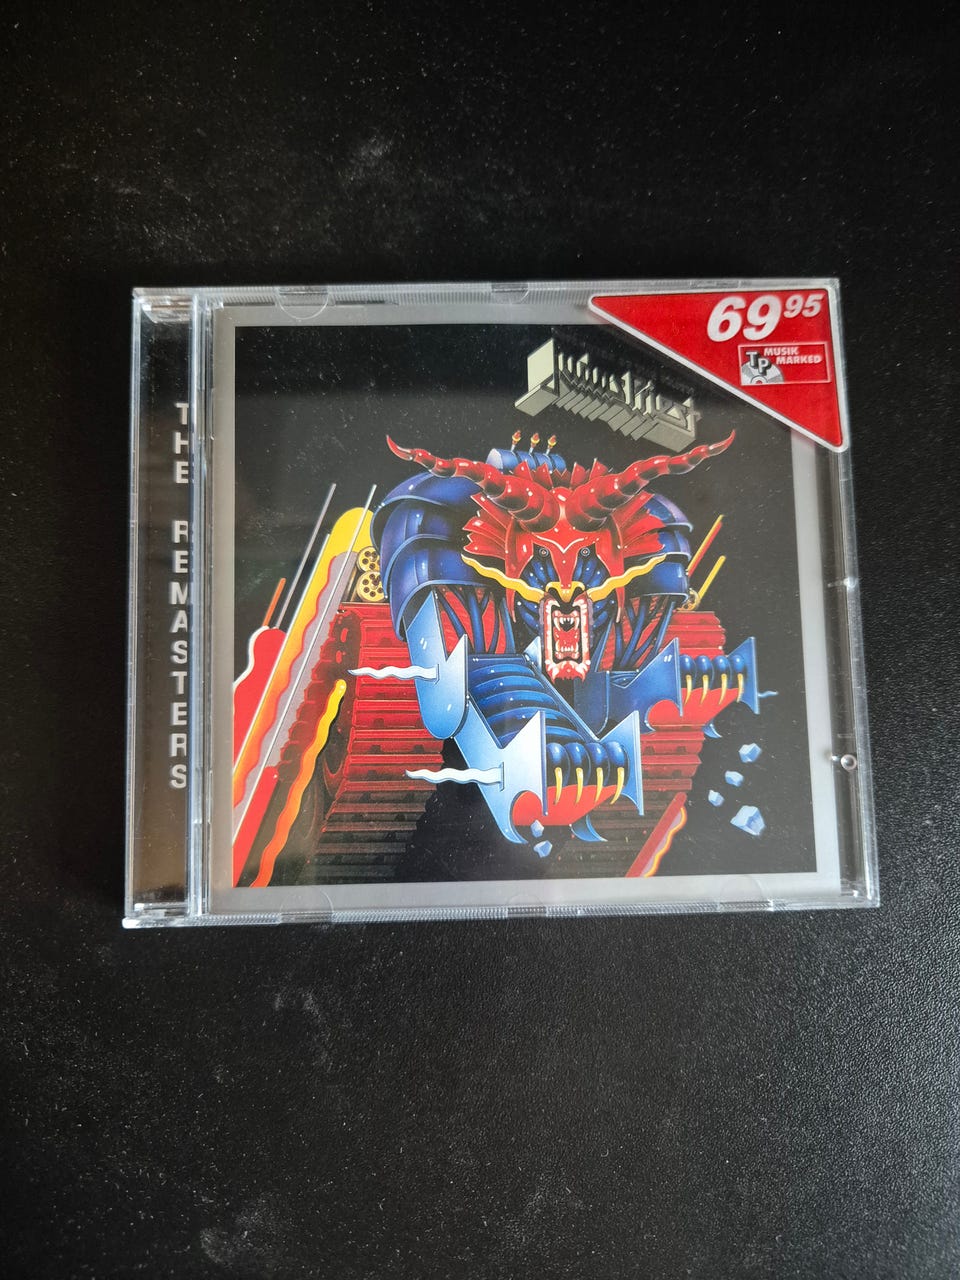 69 95
TP MUSIK
MARKED
Judas Priest
THE REMASTERS